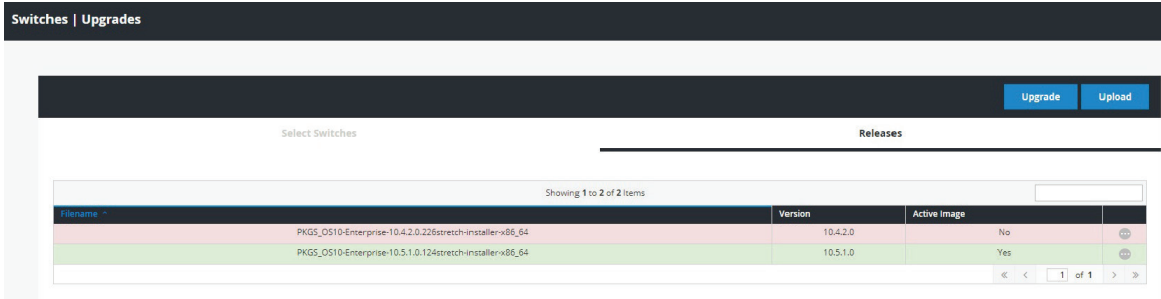 Switches | Upgrades
Upgrade Upload
Select Switches Releases
Showing 1 to 2 of 2 Items
Filename Version Active Image
PKGS_OS10-Enterprise-10.4.2.0.226stretch-installer-x86_64 10.4.2.0 No
PKGS_OS10-Enterprise-10.5.1.0.124stretch-installer-x86_64 10.5.1.0 Yes
« < 1 of 1 > »